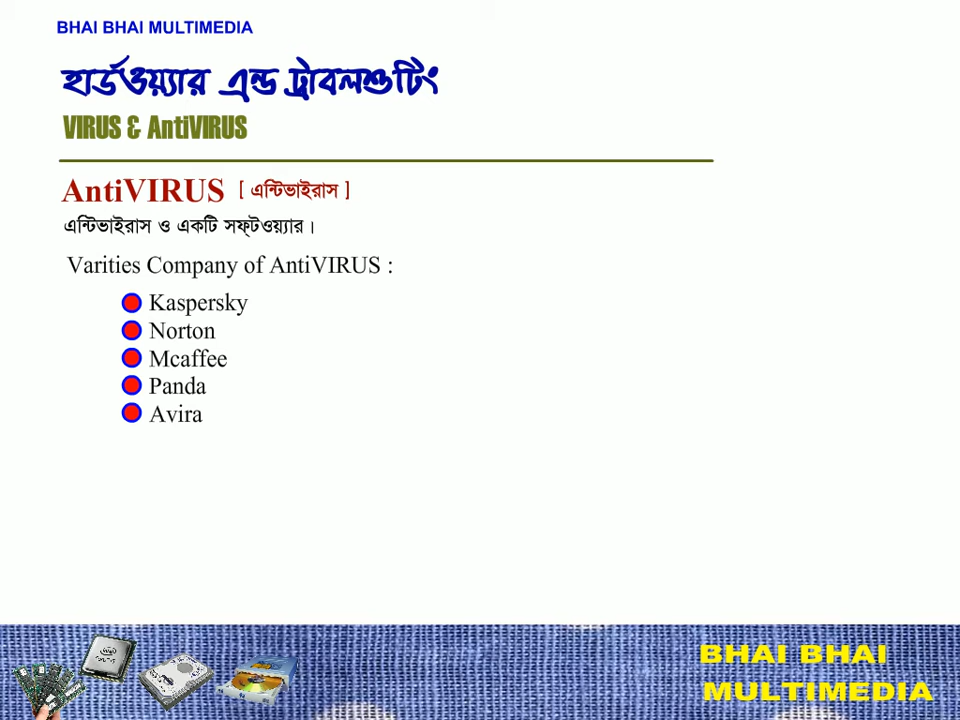 BHAI BHAI MULTIMEDIA
হার্ডওয়্যার এন্ড ট্রাবলশুটিং
VIRUS & AntiVIRUS
AntiVIRUS [ এন্টিভাইরাস ]
এন্টিভাইরাস ও একটি সফ্টওয়্যার।
Varities Company of AntiVIRUS :
Kaspersky
Norton
Mcaffee
Panda
Avira
BHAI BHAI
MULTIMEDIA